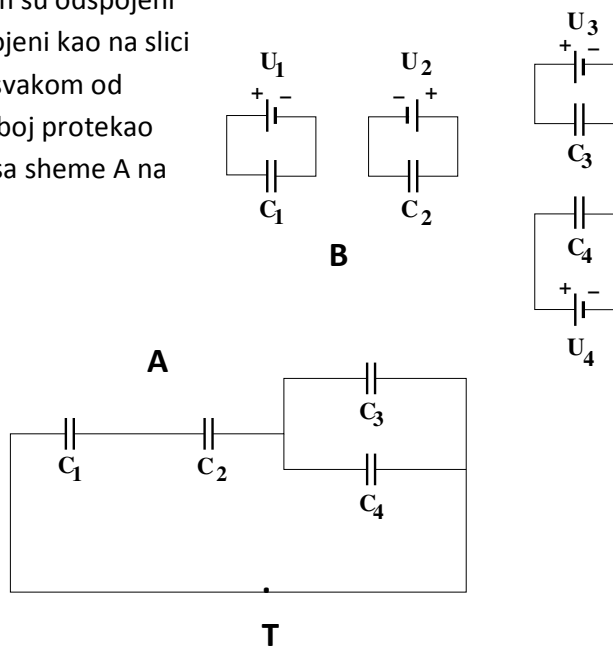 su odspojeni
ojeni kao na slici
svakom od
boj protekao
sa sheme A na
U1
+ −
C1
U2
− +
C2
U3
+ −
C3
C4
+ −
U4
B
A
C1
C2
C3
C4
T